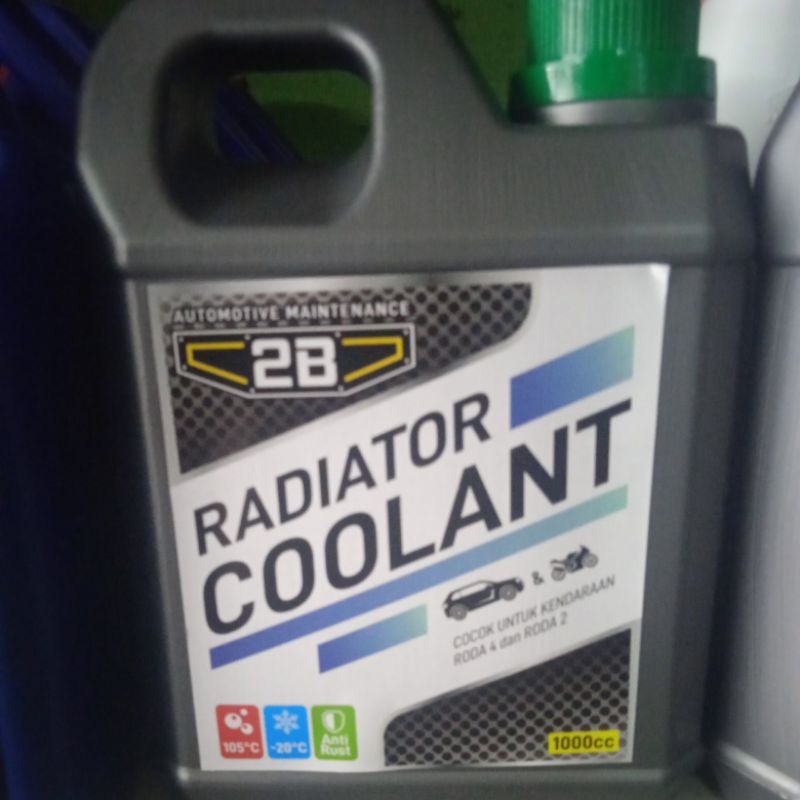 AUTOMOTIVE MAINTENANCE
2B
RADIATOR
COOLANT
&
COCOK UNTUK KENDARAAN
RODA 4 dan RODA 2
105°C
-20°C
Anti
Rust
1000cc